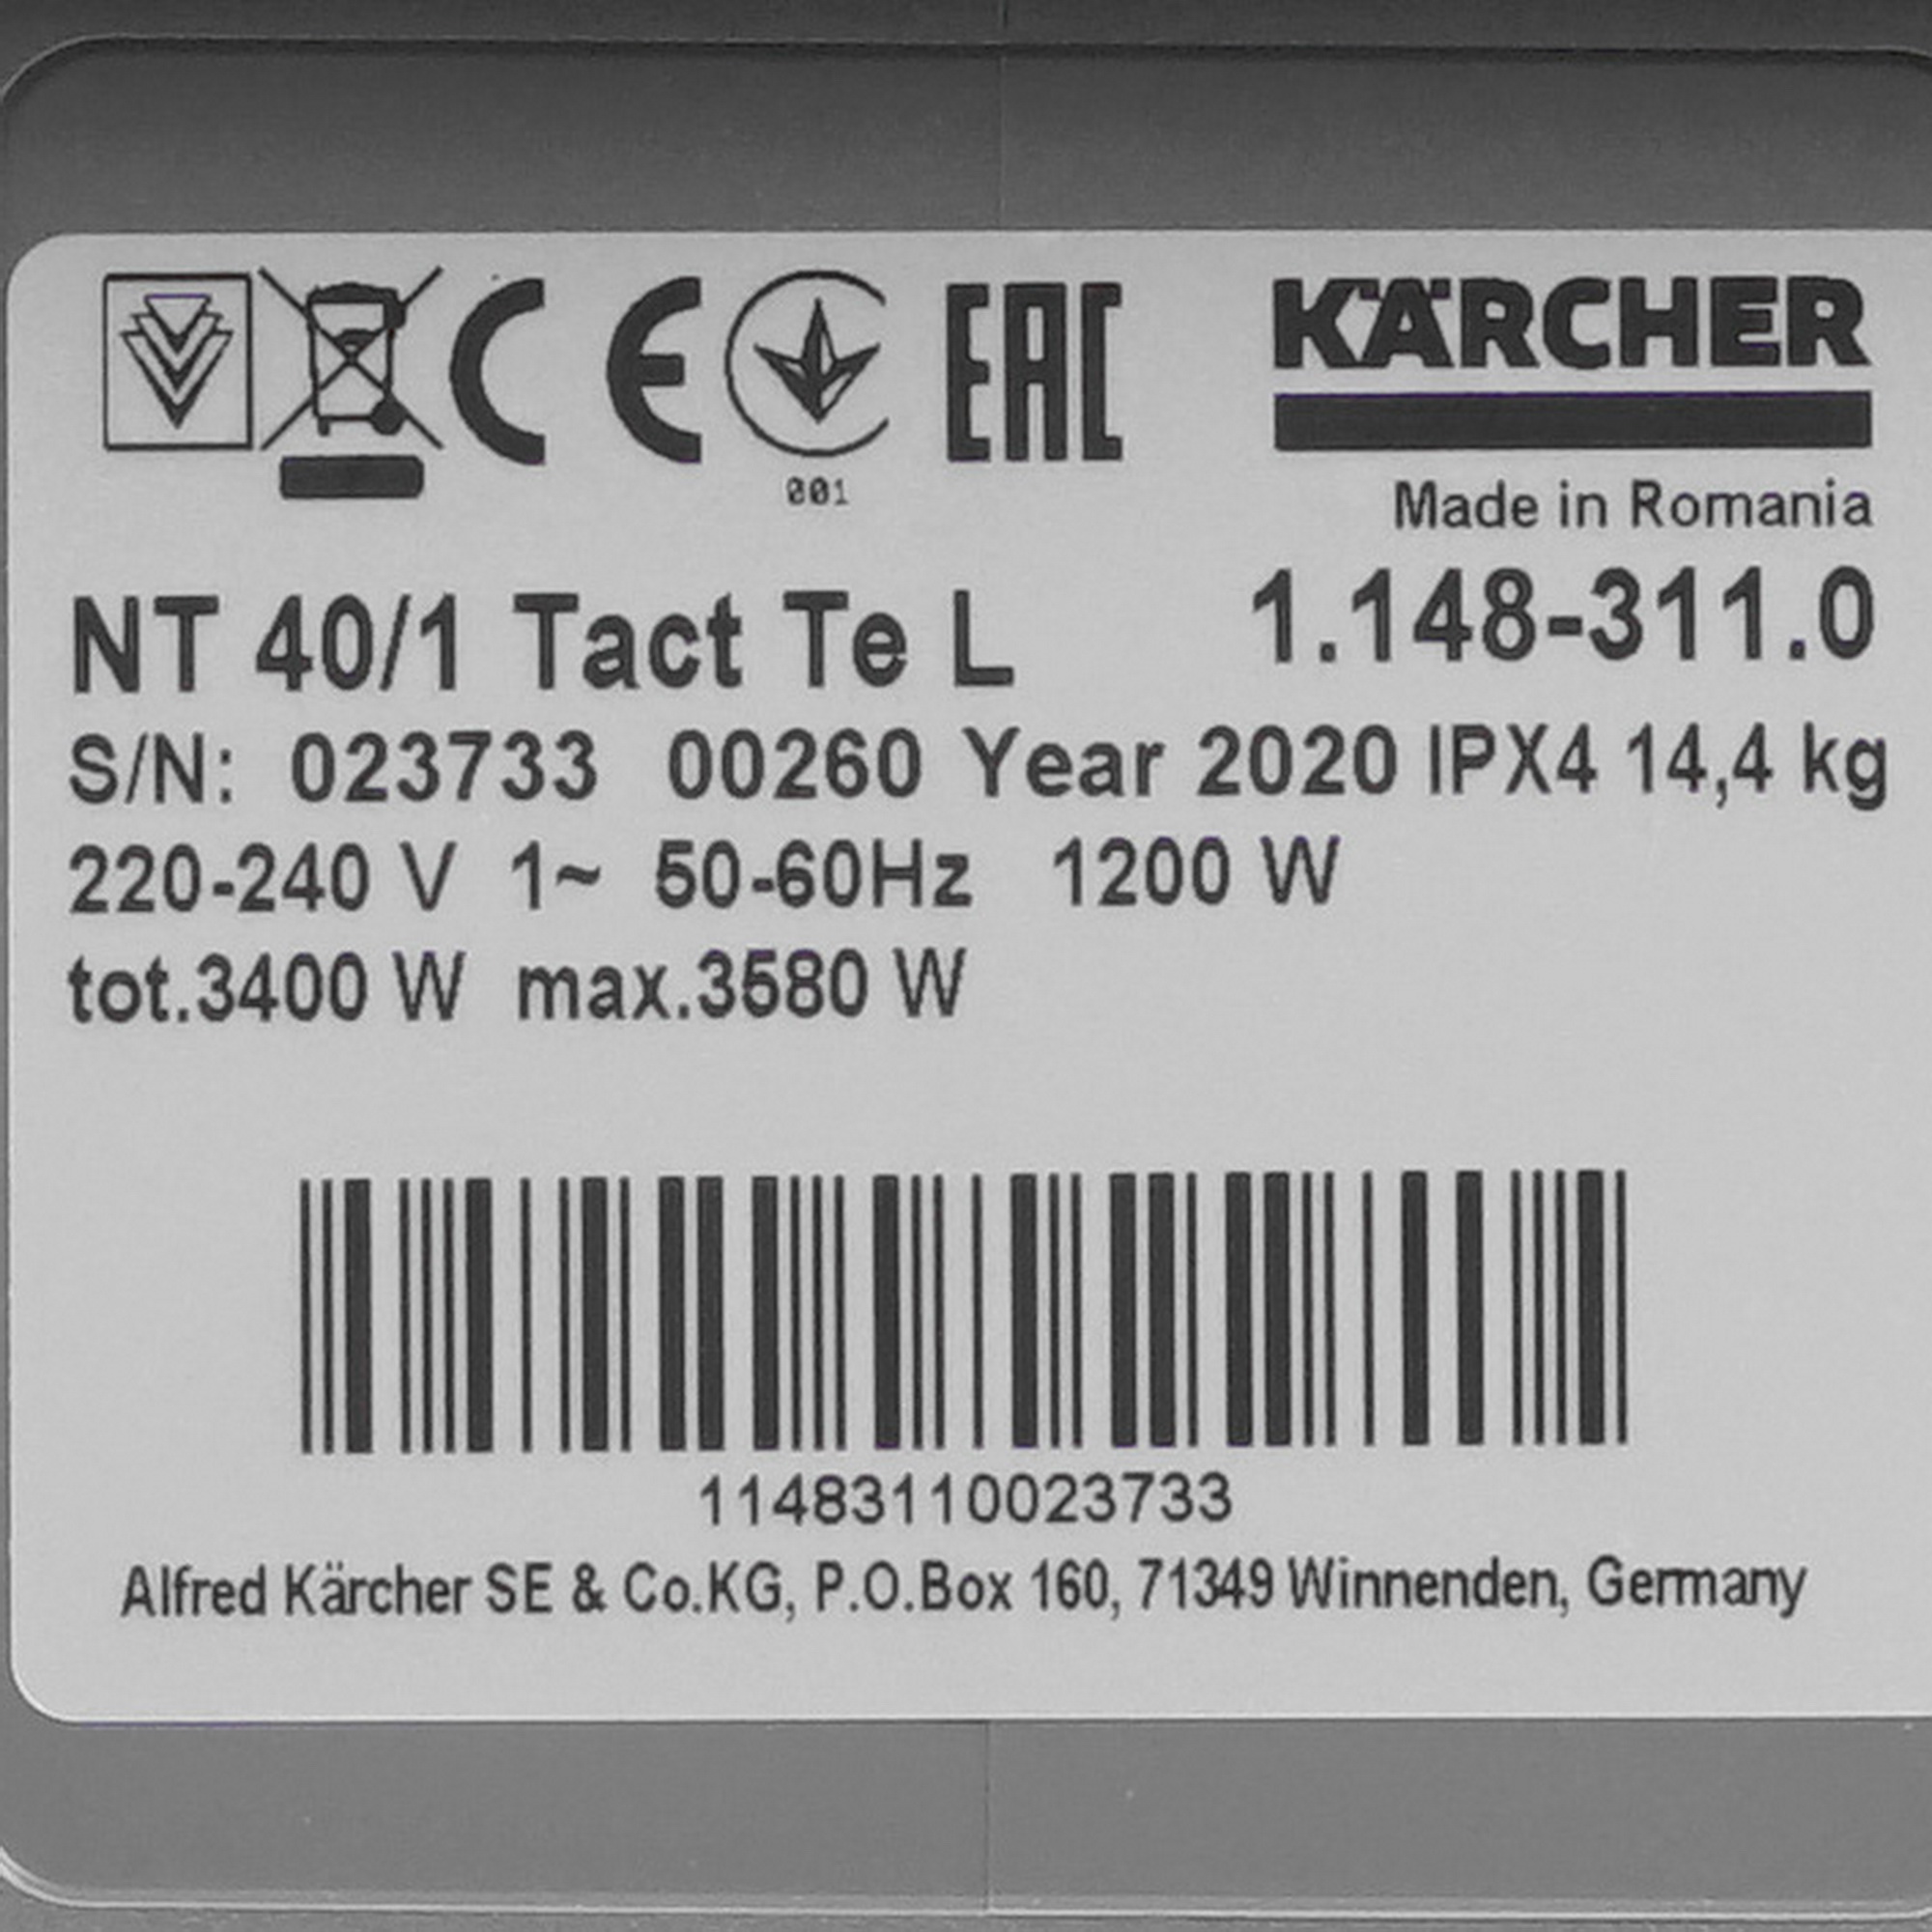 CE
EAC
KÄRCHER
001
Made in Romania
NT 40/1 Tact Te L 1.148-311.0
S/N: 023733 00260 Year 2020 IPX4 14,4 kg
220-240 V 1~ 50-60Hz 1200 W
tot.3400 W max.3580 W
11483110023733
Alfred Kärcher SE & Co.KG, P.O.Box 160, 71349 Winnenden, Germany